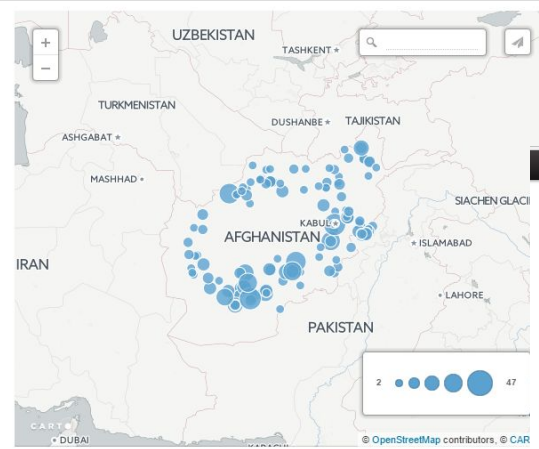 UZBEKISTAN
TASHKENT
TURKMENISTAN
DUSHANBE
TAJIKISTAN
ASHGABAT
MASHHAD
SIACHEN GLACI
KABUL
AFGHANISTAN
ISLAMABAD
IRAN
LAHORE
PAKISTAN
2
47
CARTO
DUBAI
© OpenStreetMap contributors, © CAR